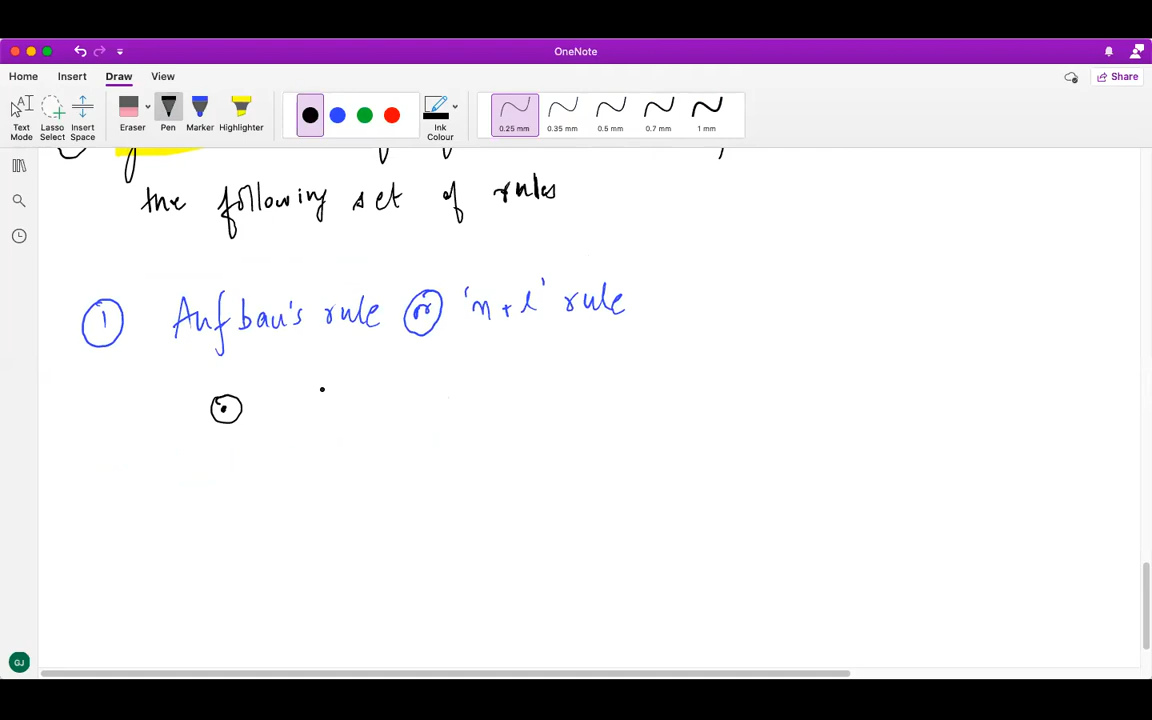 OneNote
Home Insert Draw View
Share
Text Mode
Lasso Select
Insert Space
Eraser
Pen
Marker
Highlighter
Ink Colour
0.25 mm 0.35 mm 0.5 mm 0.7 mm 1 mm
the following set of rules
① Aufbau's rule or 'n+l' rule
GJ